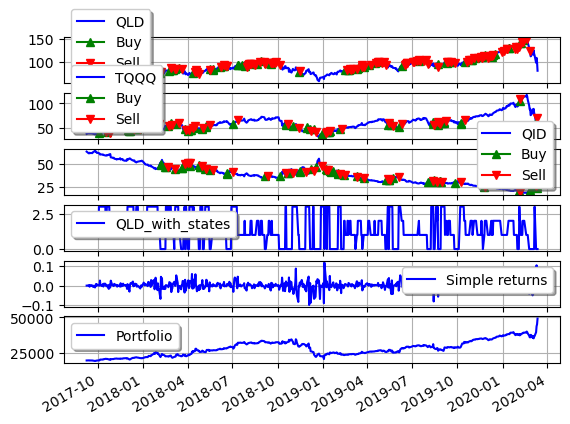 QLD
Buy
Sell
150
100
TQQQ
Buy
Sell
100
50
QID
Buy
Sell
50
25
QLD_with_states
2.5
0.0
Simple returns
0.1
0.0
−0.1
Portfolio
50000
25000
2017-10
2018-01
2018-04
2018-07
2018-10
2019-01
2019-04
2019-07
2019-10
2020-01
2020-04